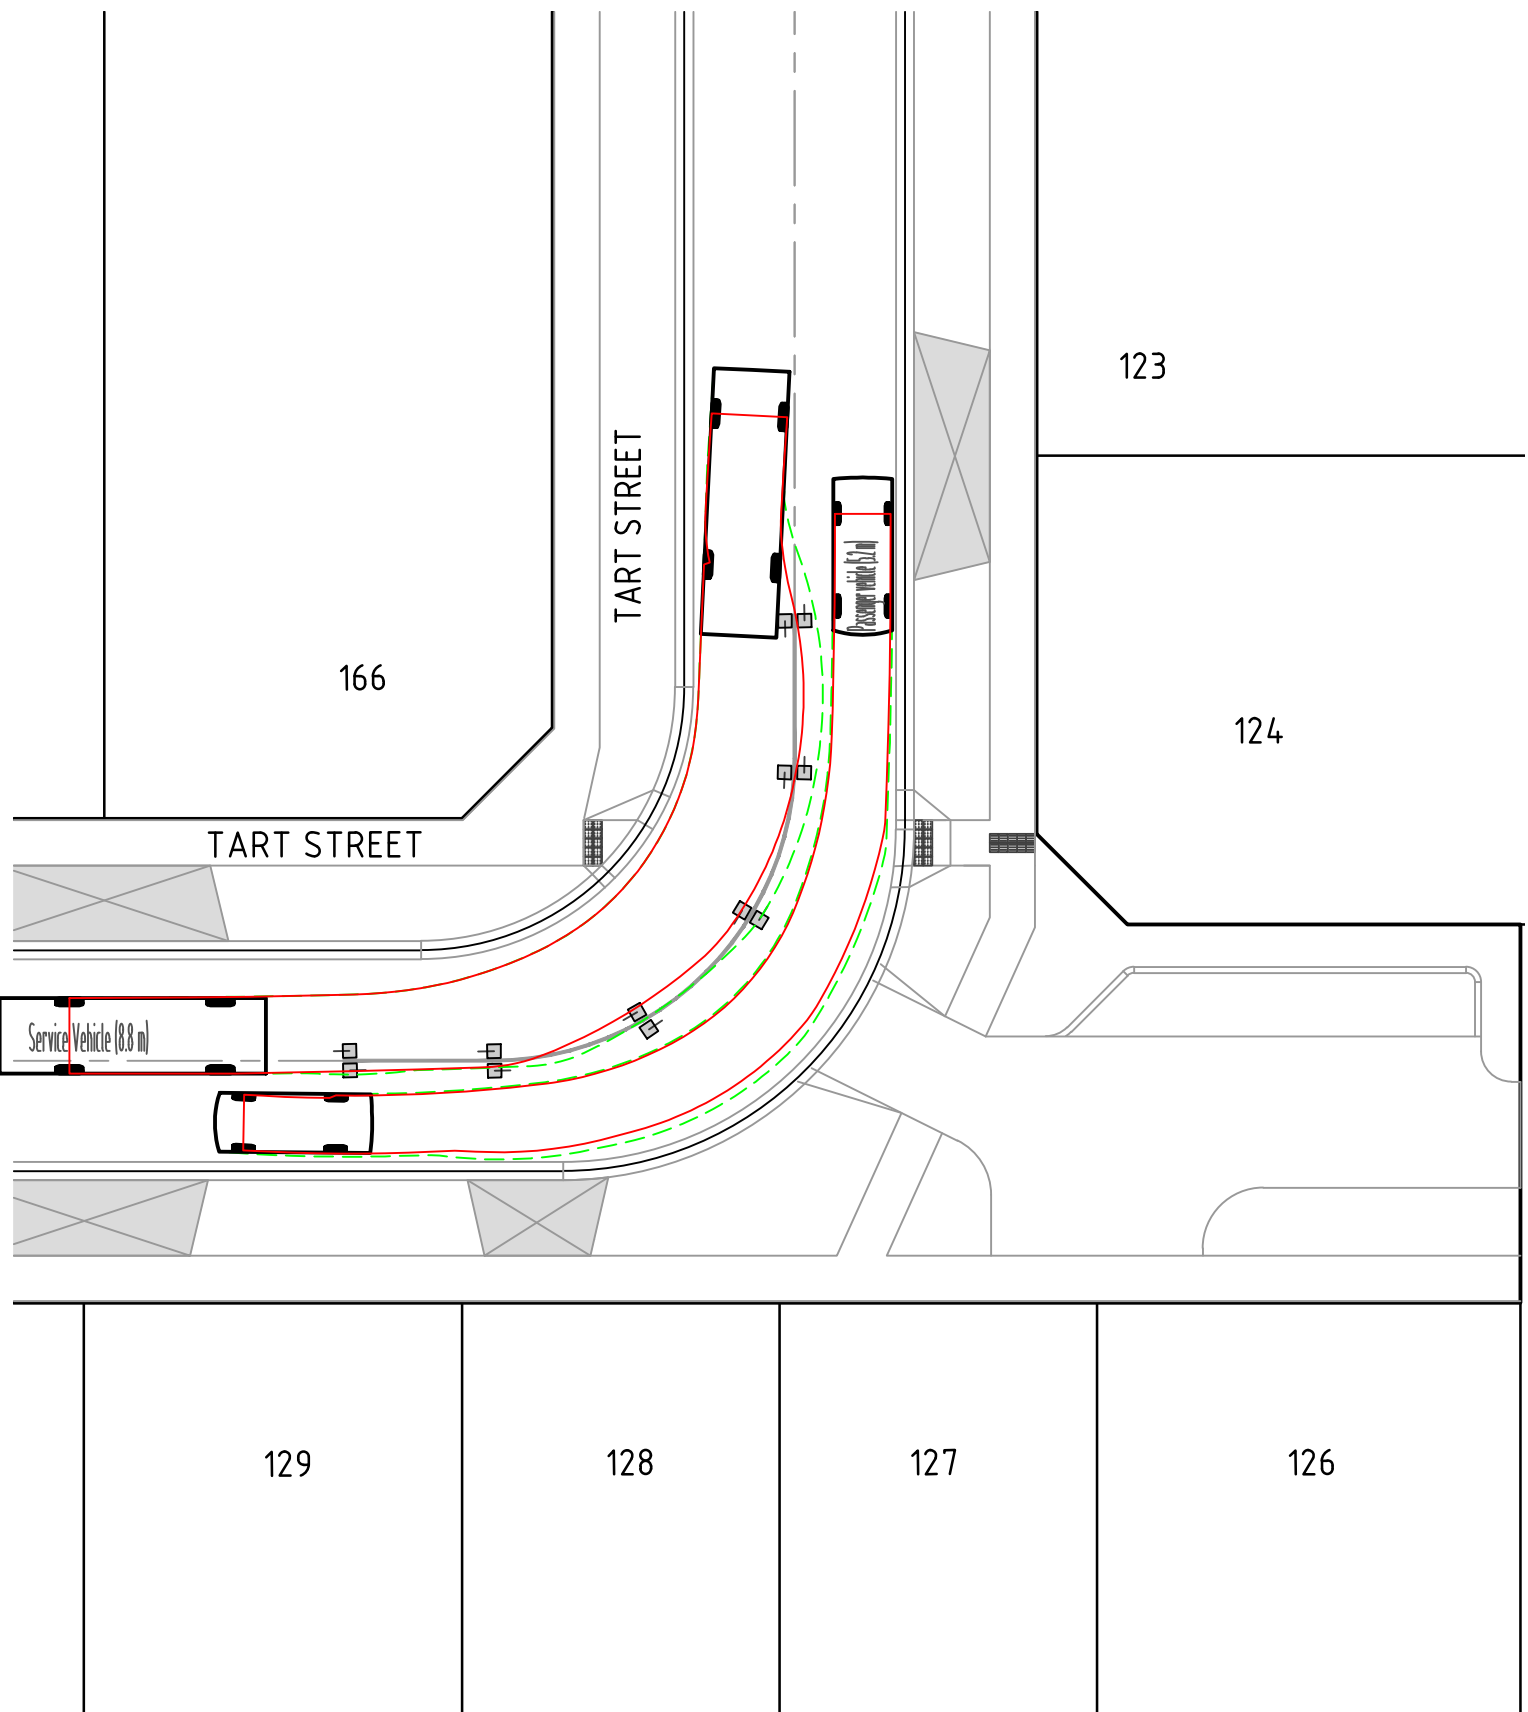 123
TART STREET
Passenger vehicle (5.2 m)
166
124
TART STREET
Service Vehicle (8.8 m)
129
128
127
126